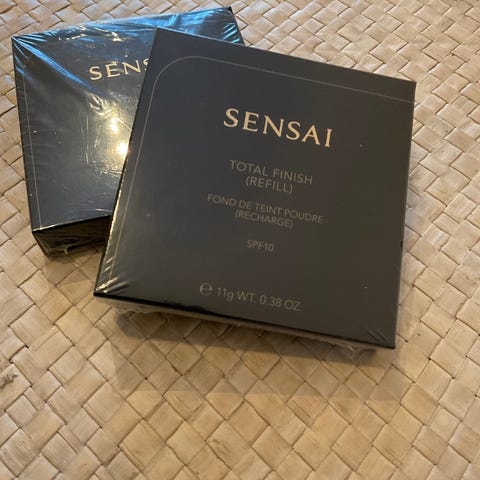 SENS
SENSAI
TOTAL FINISH
(REFILL)
FOND DE TEINT POUDRE
(RECHARGE)
SPF10
℮ 11g WT. 0.38 OZ.